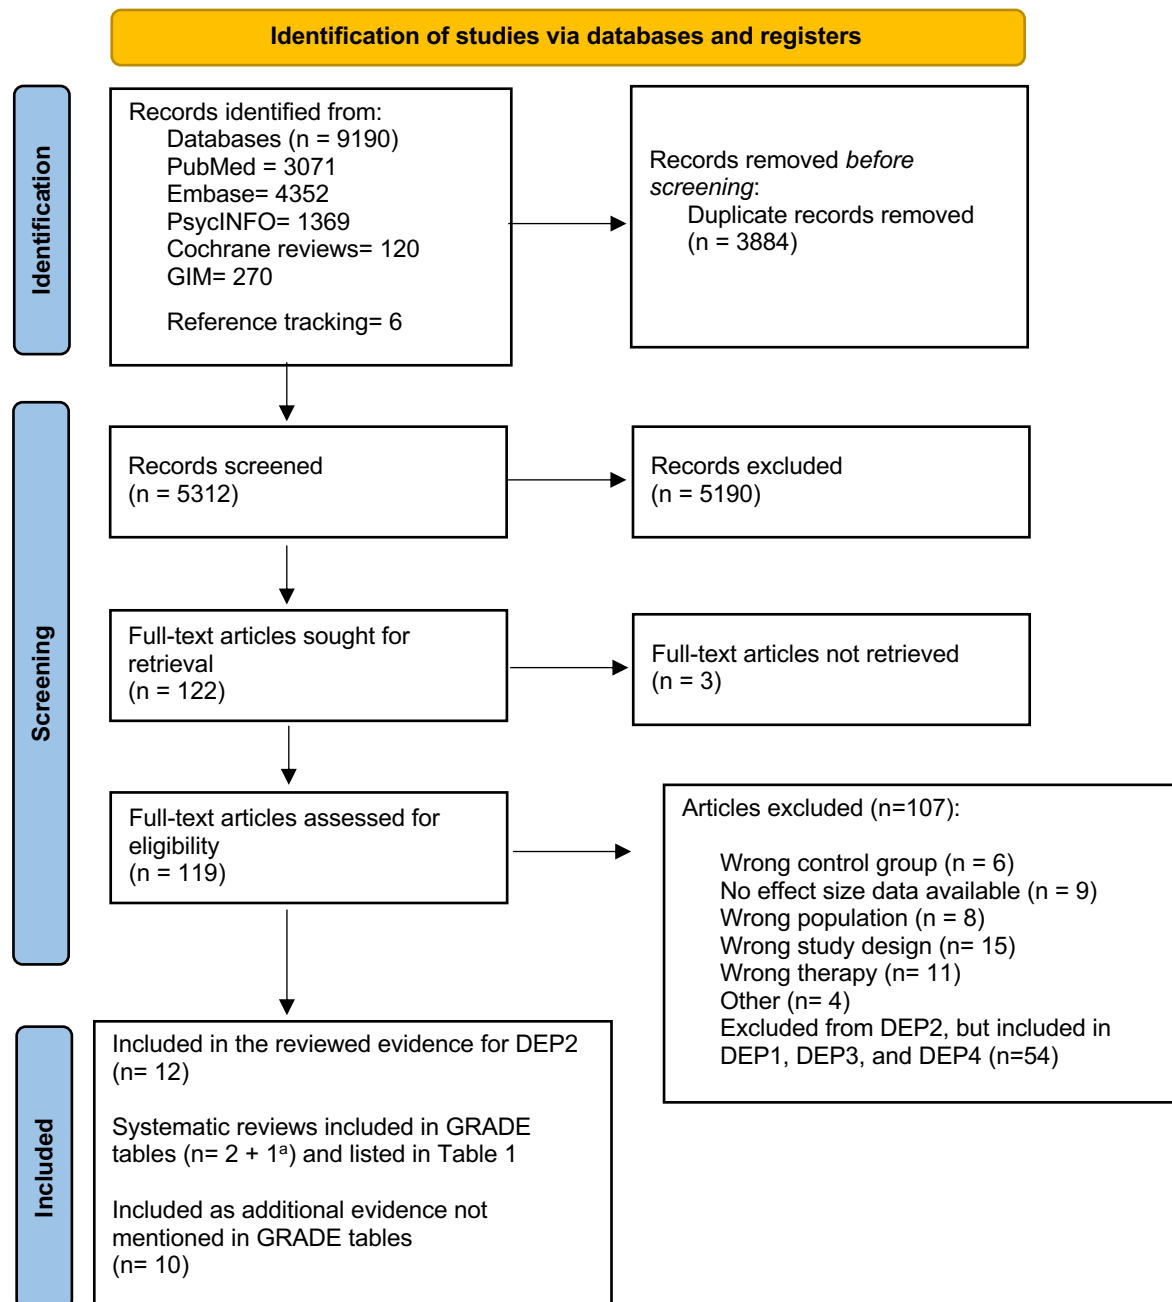 Identification of studies via databases and registers
Identification
Records identified from:
Databases (n = 9190)
PubMed = 3071
Embase= 4352
PsycINFO= 1369
Cochrane reviews= 120
GIM= 270
Reference tracking= 6
Records removed before
screening:
Duplicate records removed
(n = 3884)
Screening
Records screened
(n = 5312)
Records excluded
(n = 5190)
Full-text articles sought for
retrieval
(n = 122)
Full-text articles not retrieved
(n = 3)
Full-text articles assessed for
eligibility
(n = 119)
Articles excluded (n=107):
Wrong control group (n = 6)
No effect size data available (n = 9)
Wrong population (n = 8)
Wrong study design (n= 15)
Wrong therapy (n= 11)
Other (n= 4)
Excluded from DEP2, but included in
DEP1, DEP3, and DEP4 (n=54)
Included
Included in the reviewed evidence for DEP2
(n= 12)
Systematic reviews included in GRADE
tables (n= 2 + 1ᵃ) and listed in Table 1
Included as additional evidence not
mentioned in GRADE tables
(n= 10)